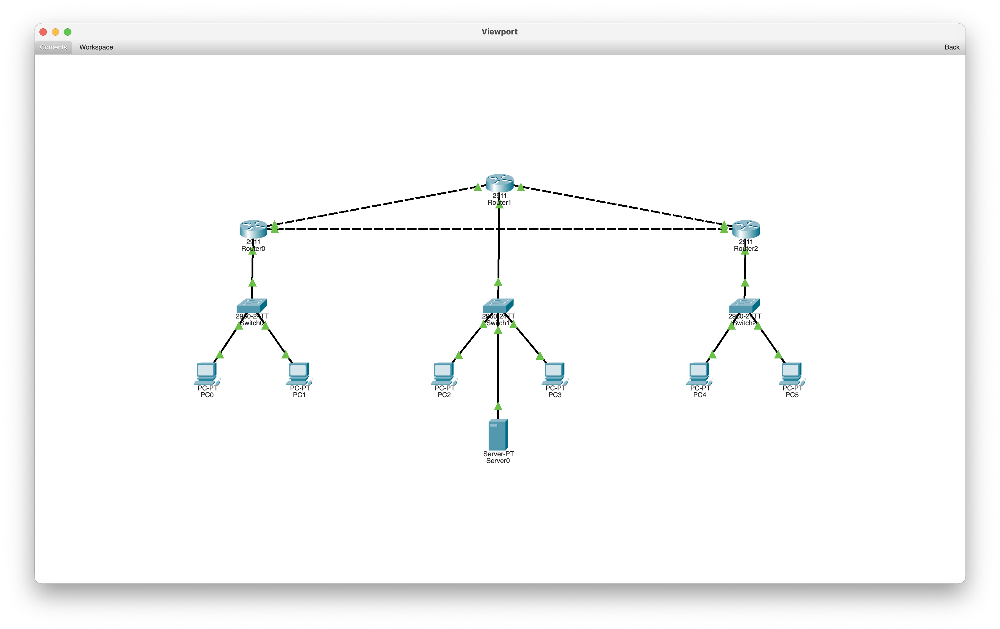 Viewport
Contents Workspace Back
2911
Router1
2911
Router0
2911
Router2
2960-24TT
Switch0
2960-24TT
Switch1
2960-24TT
Switch2
PC-PT
PC0
PC-PT
PC1
PC-PT
PC2
PC-PT
PC3
PC-PT
PC4
PC-PT
PC5
Server-PT
Server0